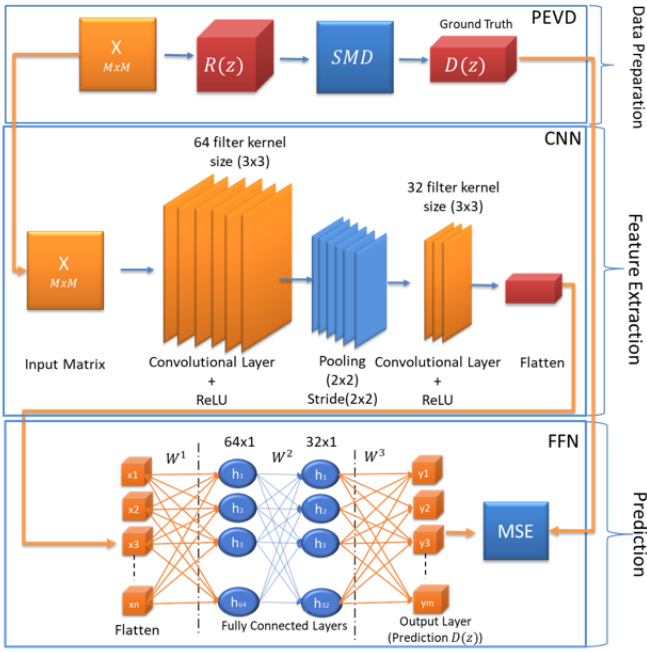 PEVD
Ground Truth
X
MxM
R(z)
SMD
D(z)
Data Preparation
CNN
64 filter kernel
size (3x3)
32 filter kernel
size (3x3)
X
MxM
Input Matrix
Convolutional Layer
+
ReLU
Pooling
(2x2)
Stride(2x2)
Convolutional Layer
+
ReLU
Flatten
Feature Extraction
FFN
64x1
32x1
W¹
W²
W³
x1
x2
x3
xn
h₁
h₂
h₃
h₆₄
h₁
h₂
h₃
h₃₂
y1
y2
y3
ym
MSE
Flatten
Fully Connected Layers
Output Layer
(Prediction D(z))
Prediction